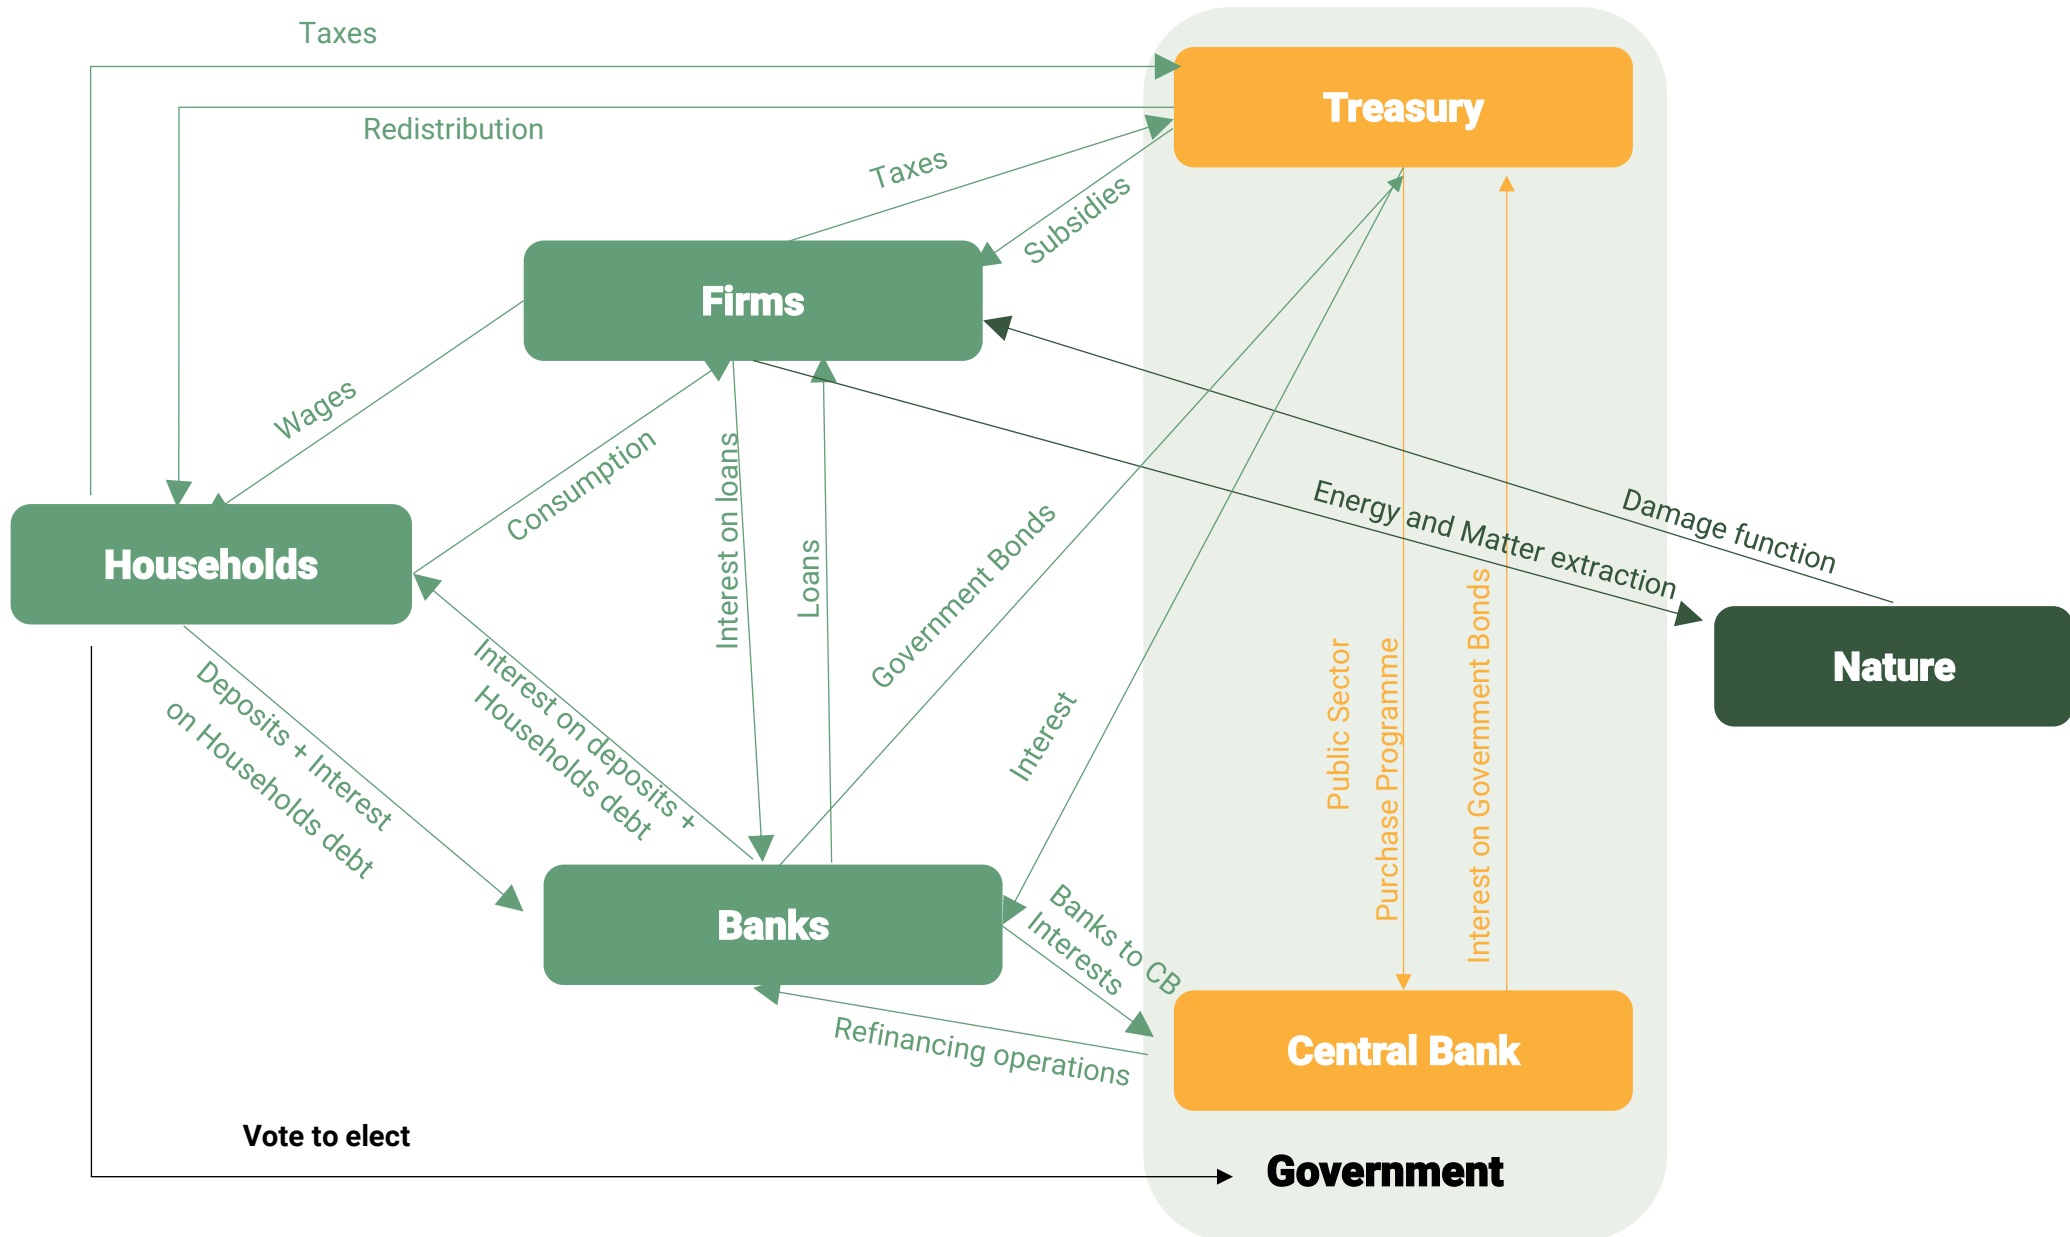 Taxes
Treasury
Redistribution
Taxes
Subsidies
Firms
Wages
Consumption
Interest on loans
Loans
Government Bonds
Energy and Matter extraction
Damage function
Households
Nature
Deposits + Interest
on Households debt
Interest on deposits +
Households debt
Interest
Public Sector
Purchase Programme
Interest on Government Bonds
Banks
Banks to CB
Interests
Refinancing operations
Central Bank
Vote to elect
Government